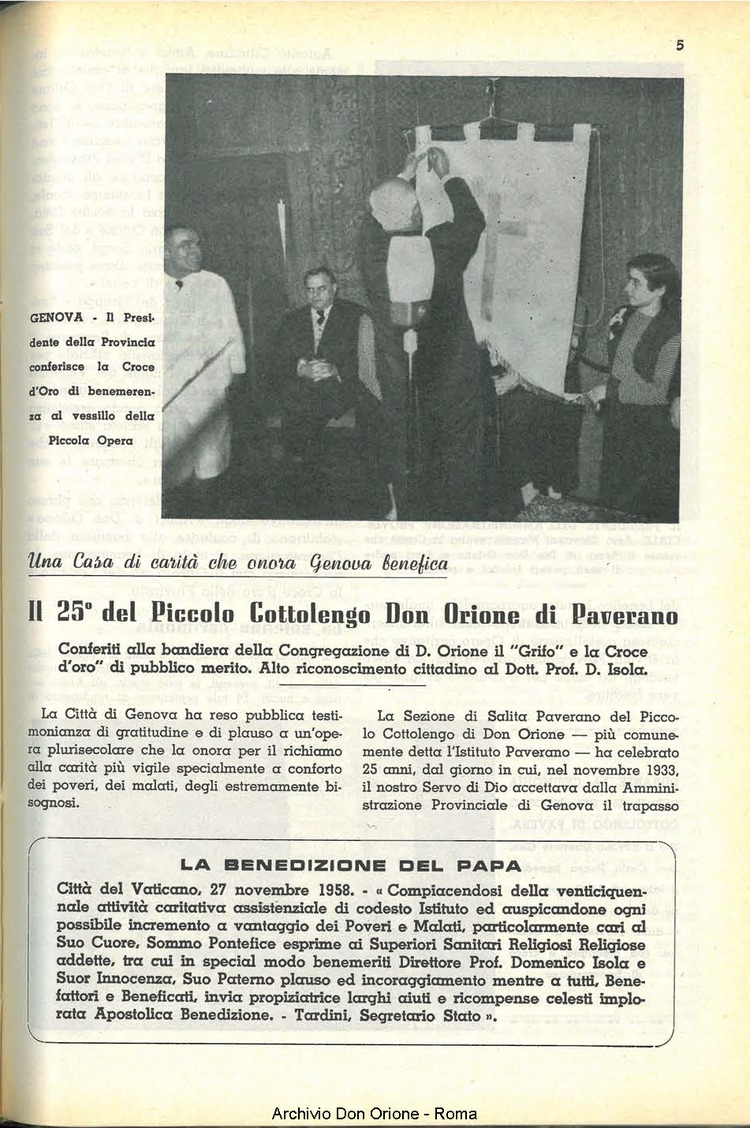 5
GENOVA - Il Presi-
dente della Provincia
conferisce la Croce
d'Oro di benemeren-
za al vessillo della
Piccola Opera
Una Casa di carità che onora Genova benefica
Il 25° del Piccolo Cottolengo Don Orione di Paverano
Conferiti alla bandiera della Congregazione di D. Orione il "Grifo" e la Croce
d'oro" di pubblico merito. Alto riconoscimento cittadino al Dott. Prof. D. Isola.
La Città di Genova ha reso pubblica testi-
monianza di gratitudine e di plauso a un'ope-
ra plurisecolare che la onora per il richiamo
alla carità più vigile specialmente a conforto
dei poveri, dei malati, degli estremamente bi-
sognosi.
La Sezione di Salita Paverano del Picco-
lo Cottolengo di Don Orione — più comune-
mente detta l'Istituto Paverano — ha celebrato
25 anni, dal giorno in cui, nel novembre 1933,
il nostro Servo di Dio accettava dalla Ammini-
strazione Provinciale di Genova il trapasso
LA BENEDIZIONE DEL PAPA
Città del Vaticano, 27 novembre 1958. - « Compiacendosi della venticiquen-
nale attività caritativa assistenziale di codesto Istituto ed auspicandone ogni
possibile incremento a vantaggio dei Poveri e Malati, particolarmente cari al
Suo Cuore, Sommo Pontefice esprime ai Superiori Sanitari Religiosi Religiose
addette, tra cui in special modo benemeriti Direttore Prof. Domenico Isola e
Suor Innocenza, Suo Paterno plauso ed incoraggiamento mentre a tutti, Bene-
fattori e Beneficati, invia propiziatrice larghi aiuti e ricompense celesti implo-
rata Apostolica Benedizione. - Tardini, Segretario Stato ».
Archivio Don Orione - Roma